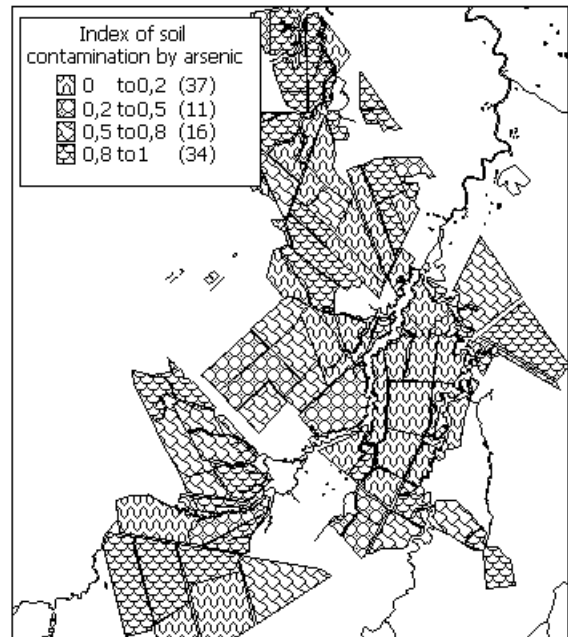 Index of soil
contamination by arsenic
0 to0,2 (37)
0,2 to0,5 (11)
0,5 to0,8 (16)
0,8 to1 (34)